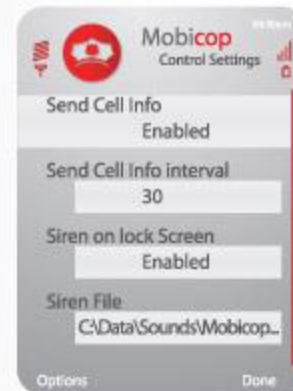 Mobicop
Control Settings
Send Cell Info
Enabled
Send Cell Info interval
30
Siren on lock Screen
Enabled
Siren File
C:\Data\Sounds\Mobicop...
Options
Done